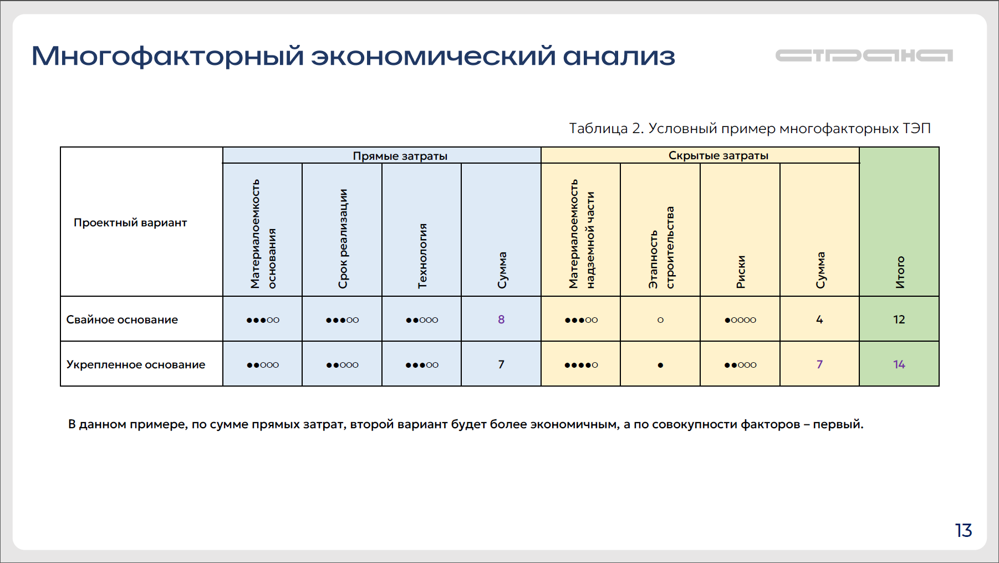 Многофакторный экономический анализ
страна
Таблица 2. Условный пример многофакторных ТЭП
Проектный вариант
Прямые затраты
Скрытые затраты
Материалоемкость
основания
Срок реализации
Технология
Сумма
Материалоемкость
надземной части
Этапность
строительства
Риски
Сумма
Итого
Свайное основание ●●●○○ ●●●○○ ●●○○○ 8 ●●●○○ ○ ●○○○○ 4 12
Укрепленное основание ●●○○○ ●●○○○ ●●●○○ 7 ●●●●○ ● ●●○○○ 7 14
В данном примере, по сумме прямых затрат, второй вариант будет более экономичным, а по совокупности факторов – первый.
13